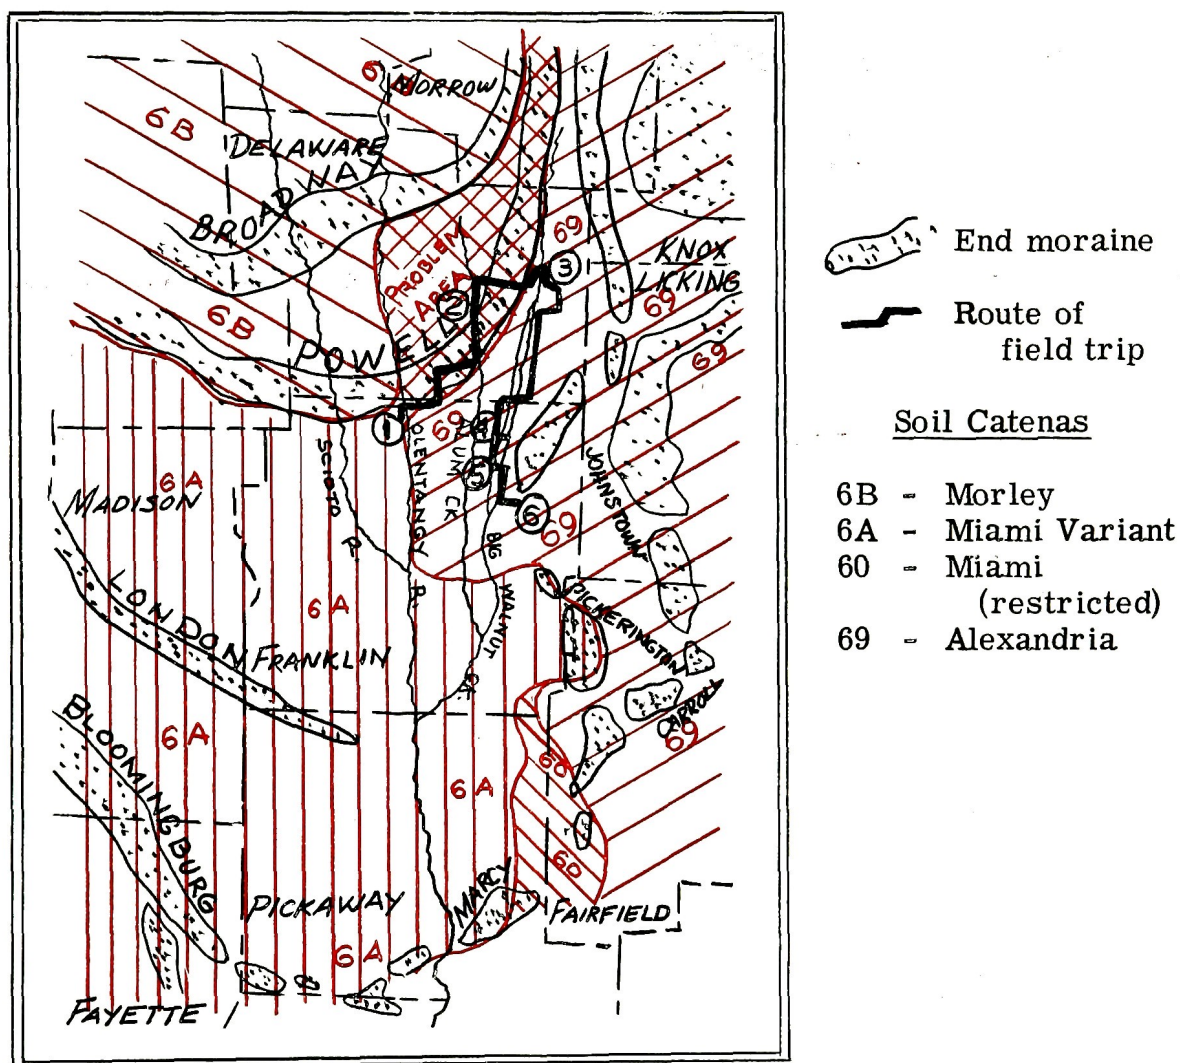 MORROW
6B
DELAWARE
BROADWAY
69
KNOX
LICKING
PROBLEM
AREA
2
3
69
6B
POWELL
69
1
69
4
5
6
69
SCIOTO R.
OLENTANGY R.
UM CK
BIG WALNUT CK.
JOHNSTOWN
6A
MADISON
LONDON
6A
FRANKLIN
PICKERINGTON
CARROLL
69
BLOOMINGBURG
6A
6A
60
60
PICKAWAY
MARCY
FAIRFIELD
6A
FAYETTE
End moraine
Route of
field trip
Soil Catenas
6B - Morley
6A - Miami Variant
60 - Miami
(restricted)
69 - Alexandria